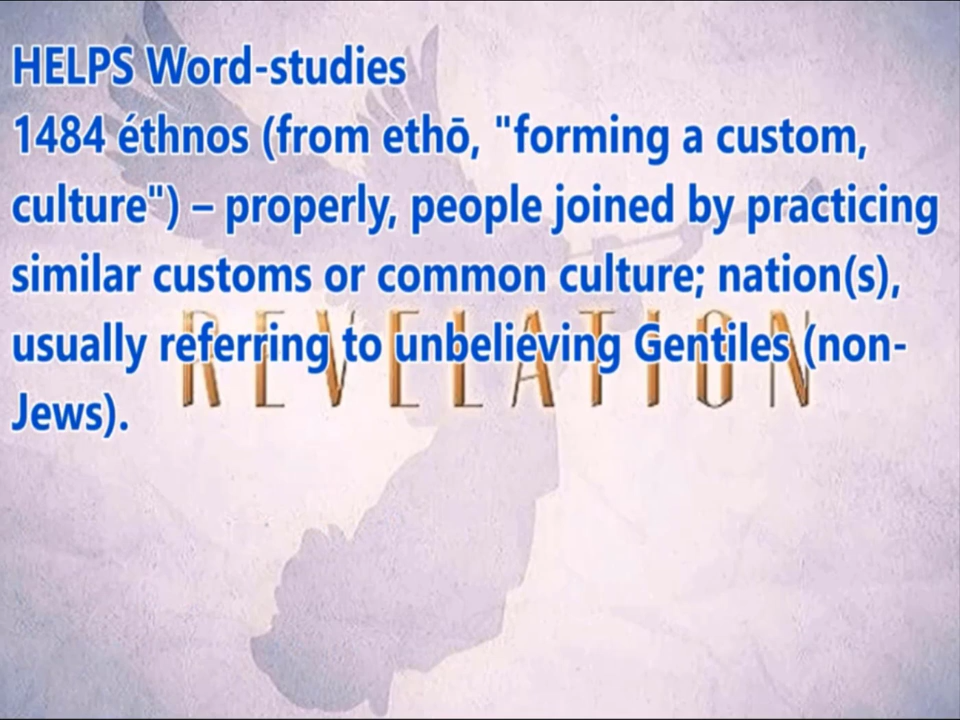 HELPS Word-studies
1484 éthnos (from ethō, "forming a custom,
culture") – properly, people joined by practicing
similar customs or common culture; nation(s),
usually referring to unbelieving Gentiles (non-
Jews).
REVELATION